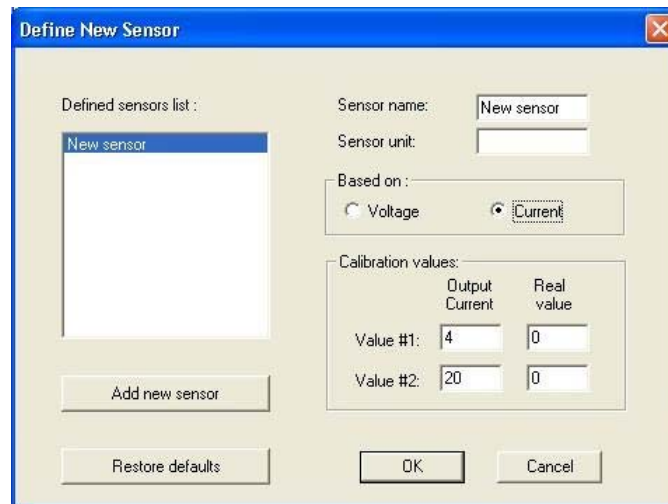 Define New Sensor
Defined sensors list :
New sensor
Add new sensor
Restore defaults
Sensor name: New sensor
Sensor unit:
Based on :
Voltage Current
Calibration values:
Output Current Real value
Value #1: 4 0
Value #2: 20 0
OK Cancel